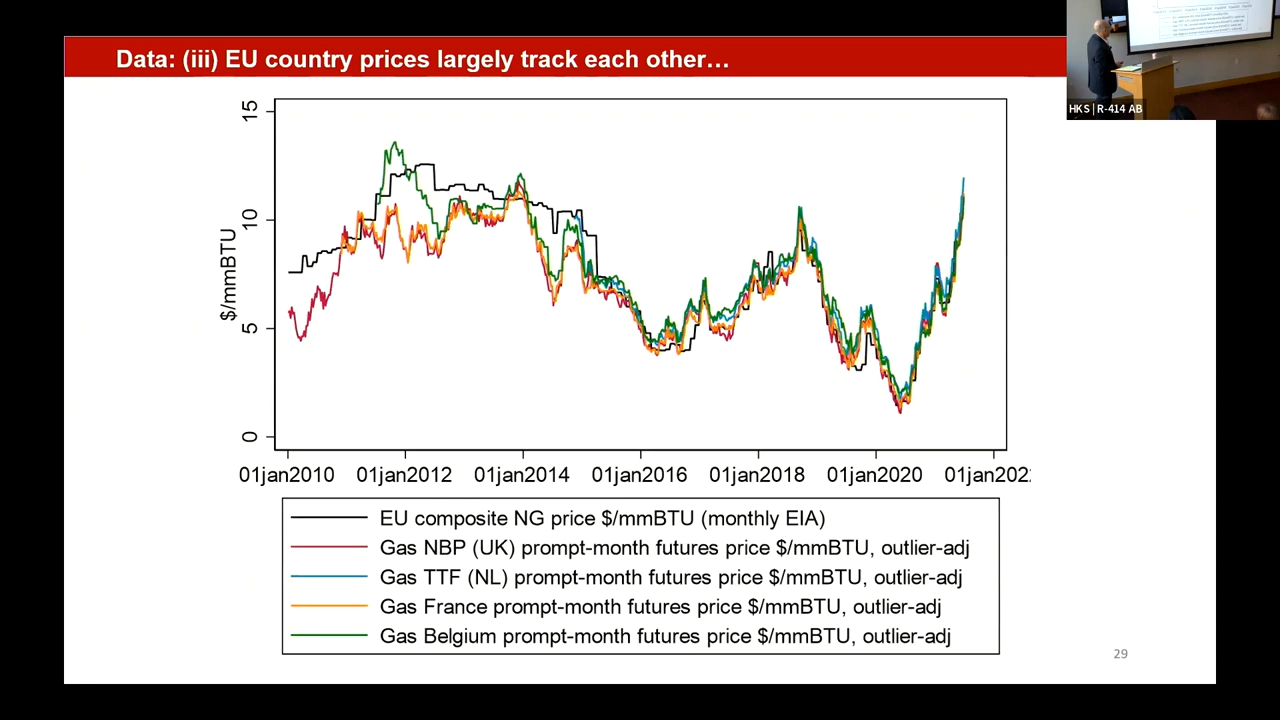 Data: (iii) EU country prices largely track each other…
HKS | R-414 AB
15
10
5
0
$/mmBTU
01jan2010 01jan2012 01jan2014 01jan2016 01jan2018 01jan2020 01jan202
EU composite NG price $/mmBTU (monthly EIA)
Gas NBP (UK) prompt-month futures price $/mmBTU, outlier-adj
Gas TTF (NL) prompt-month futures price $/mmBTU, outlier-adj
Gas France prompt-month futures price $/mmBTU, outlier-adj
Gas Belgium prompt-month futures price $/mmBTU, outlier-adj
29